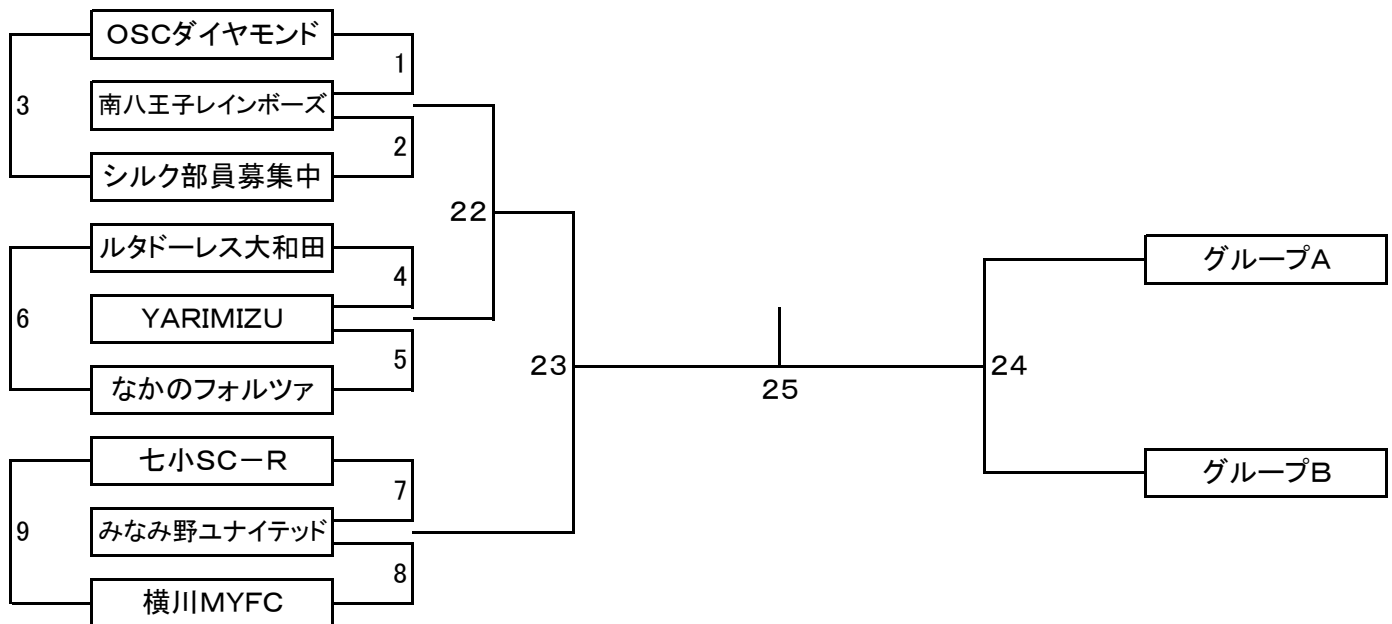 OSCダイヤモンド
1
3
南八王子レインボーズ
2
シルク部員募集中
22
ルタドーレス大和田
4
グループA
6
YARIMIZU
5
23
24
なかのフォルツァ
25
七小SC－R
7
グループB
9
みなみ野ユナイテッド
8
横川MYFC